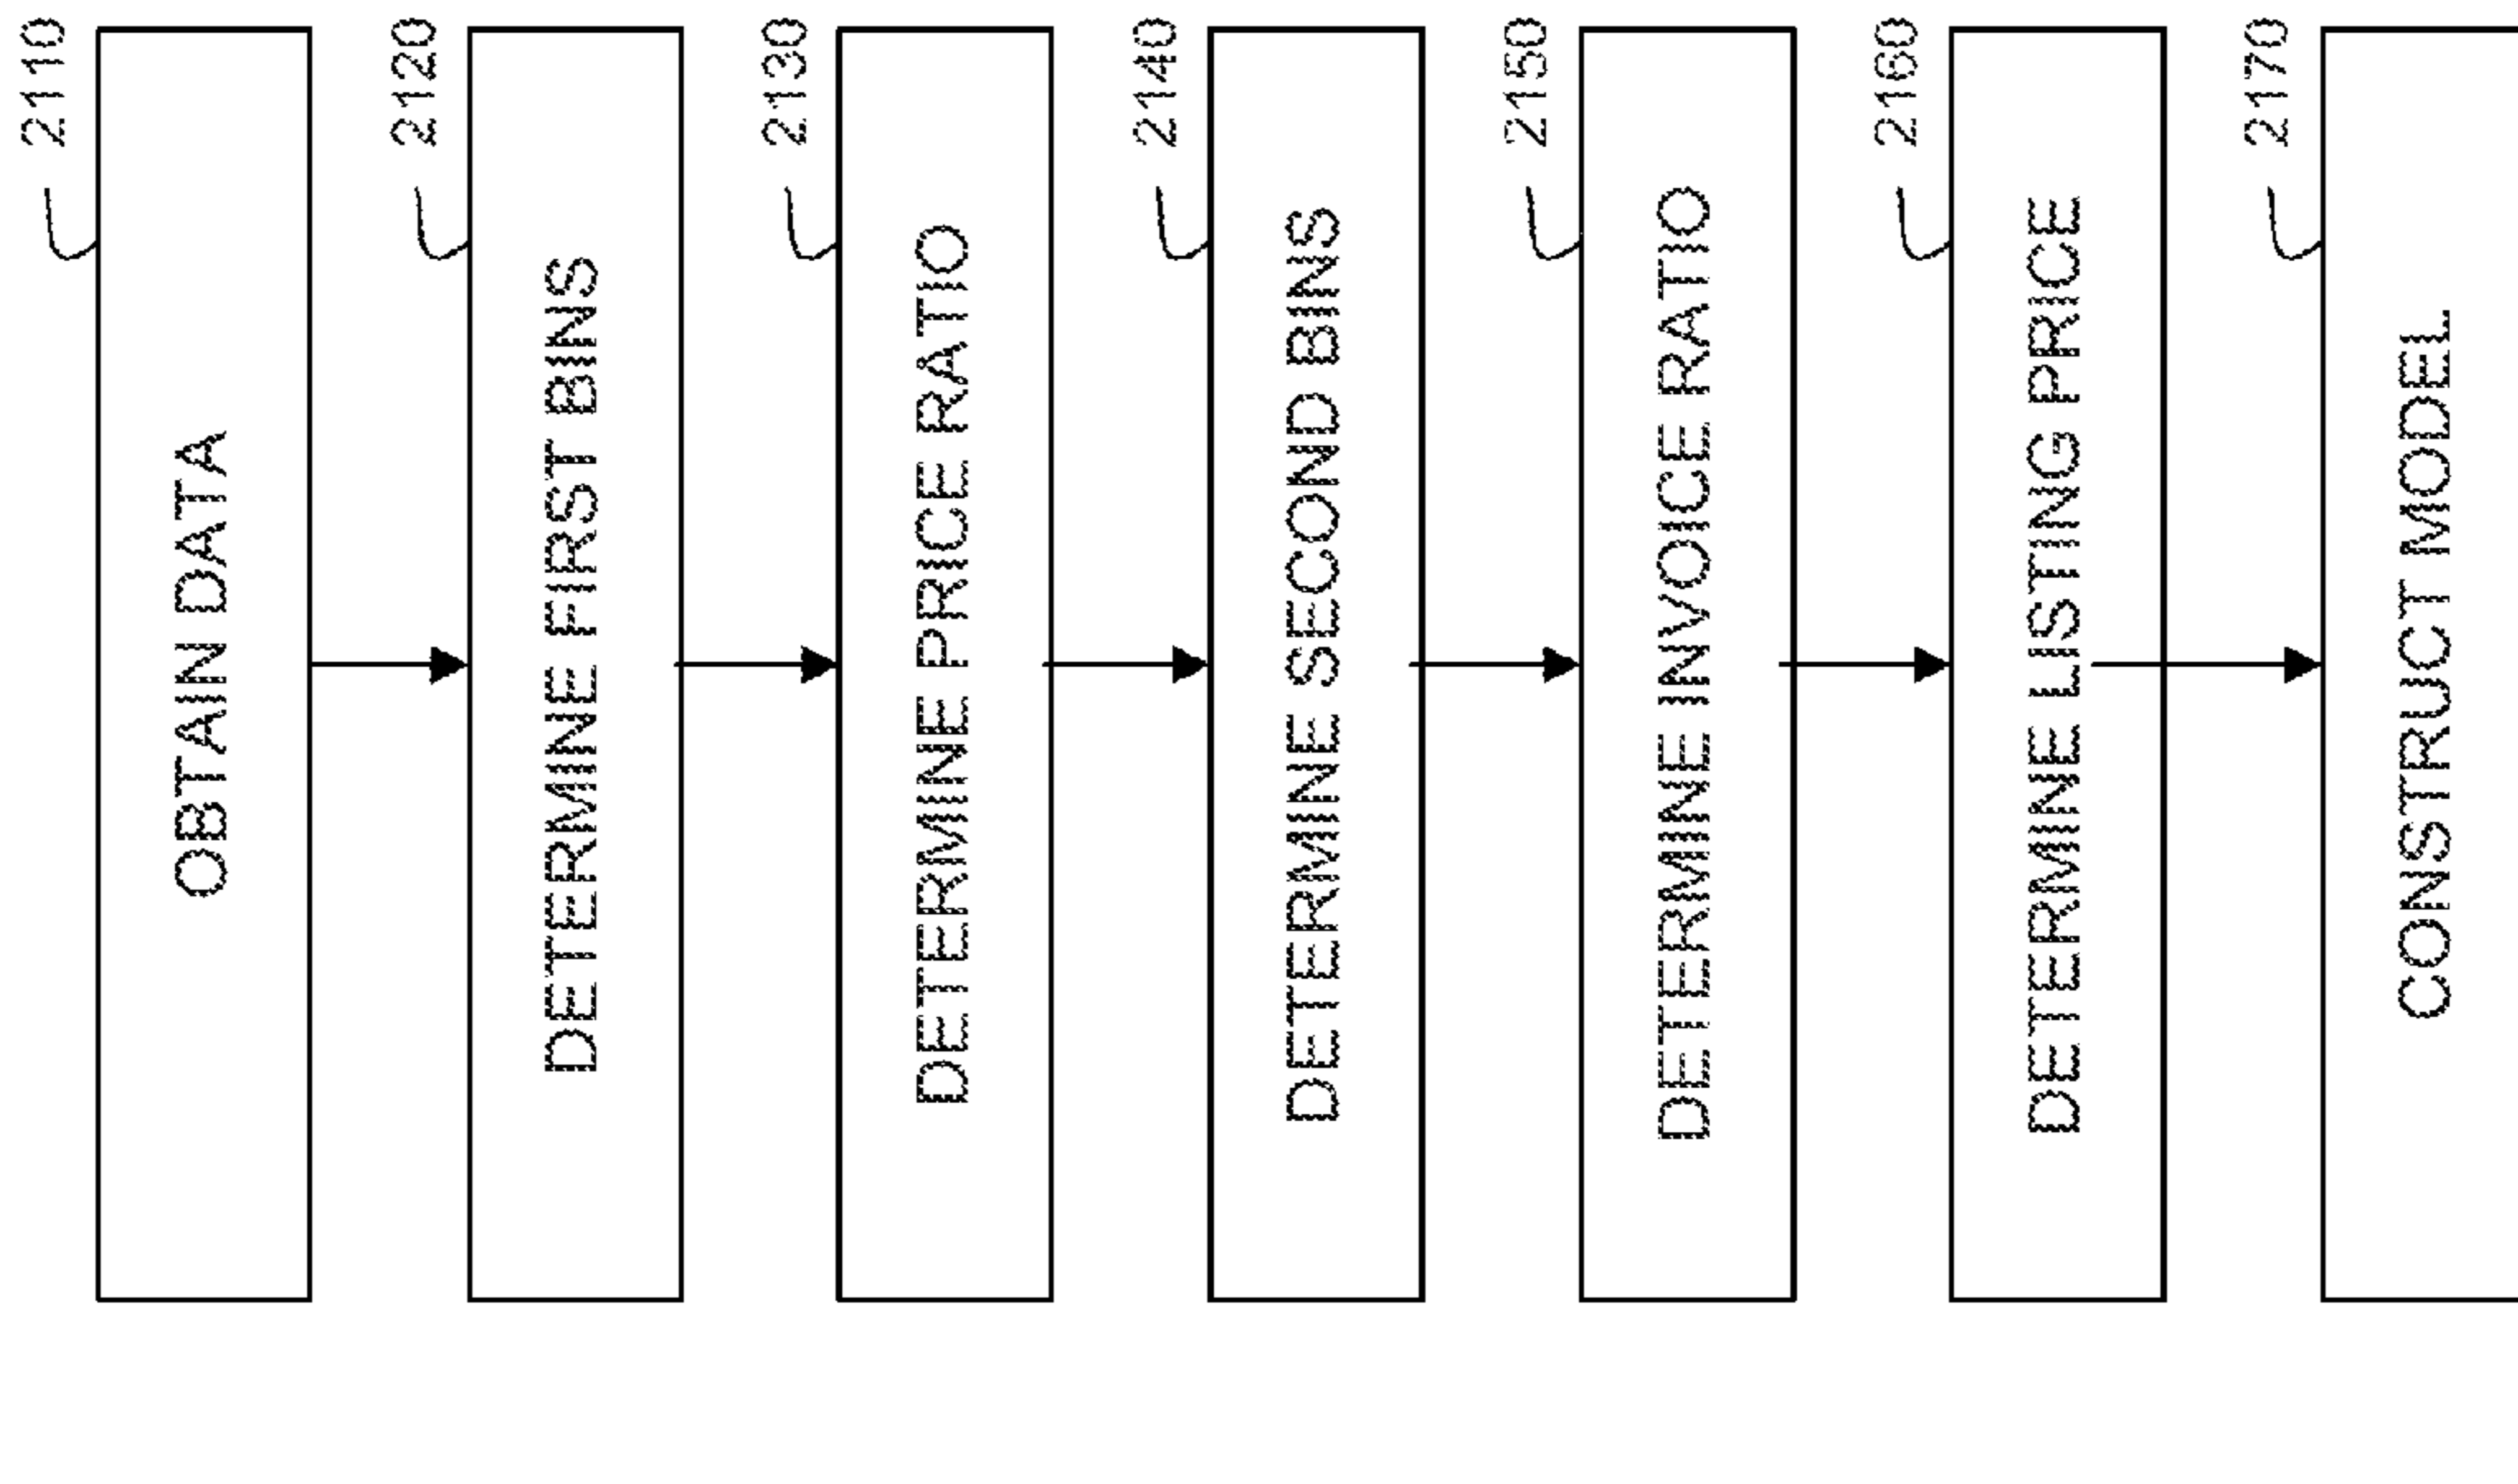 2110
OBTAIN DATA
2120
DETERMINE FIRST BINS
2130
DETERMINE PRICE RATIO
2140
DETERMINE SECOND BINS
2150
DETERMINE INVOICE RATIO
2160
DETERMINE LISTING PRICE
2170
CONSTRUCT MODEL